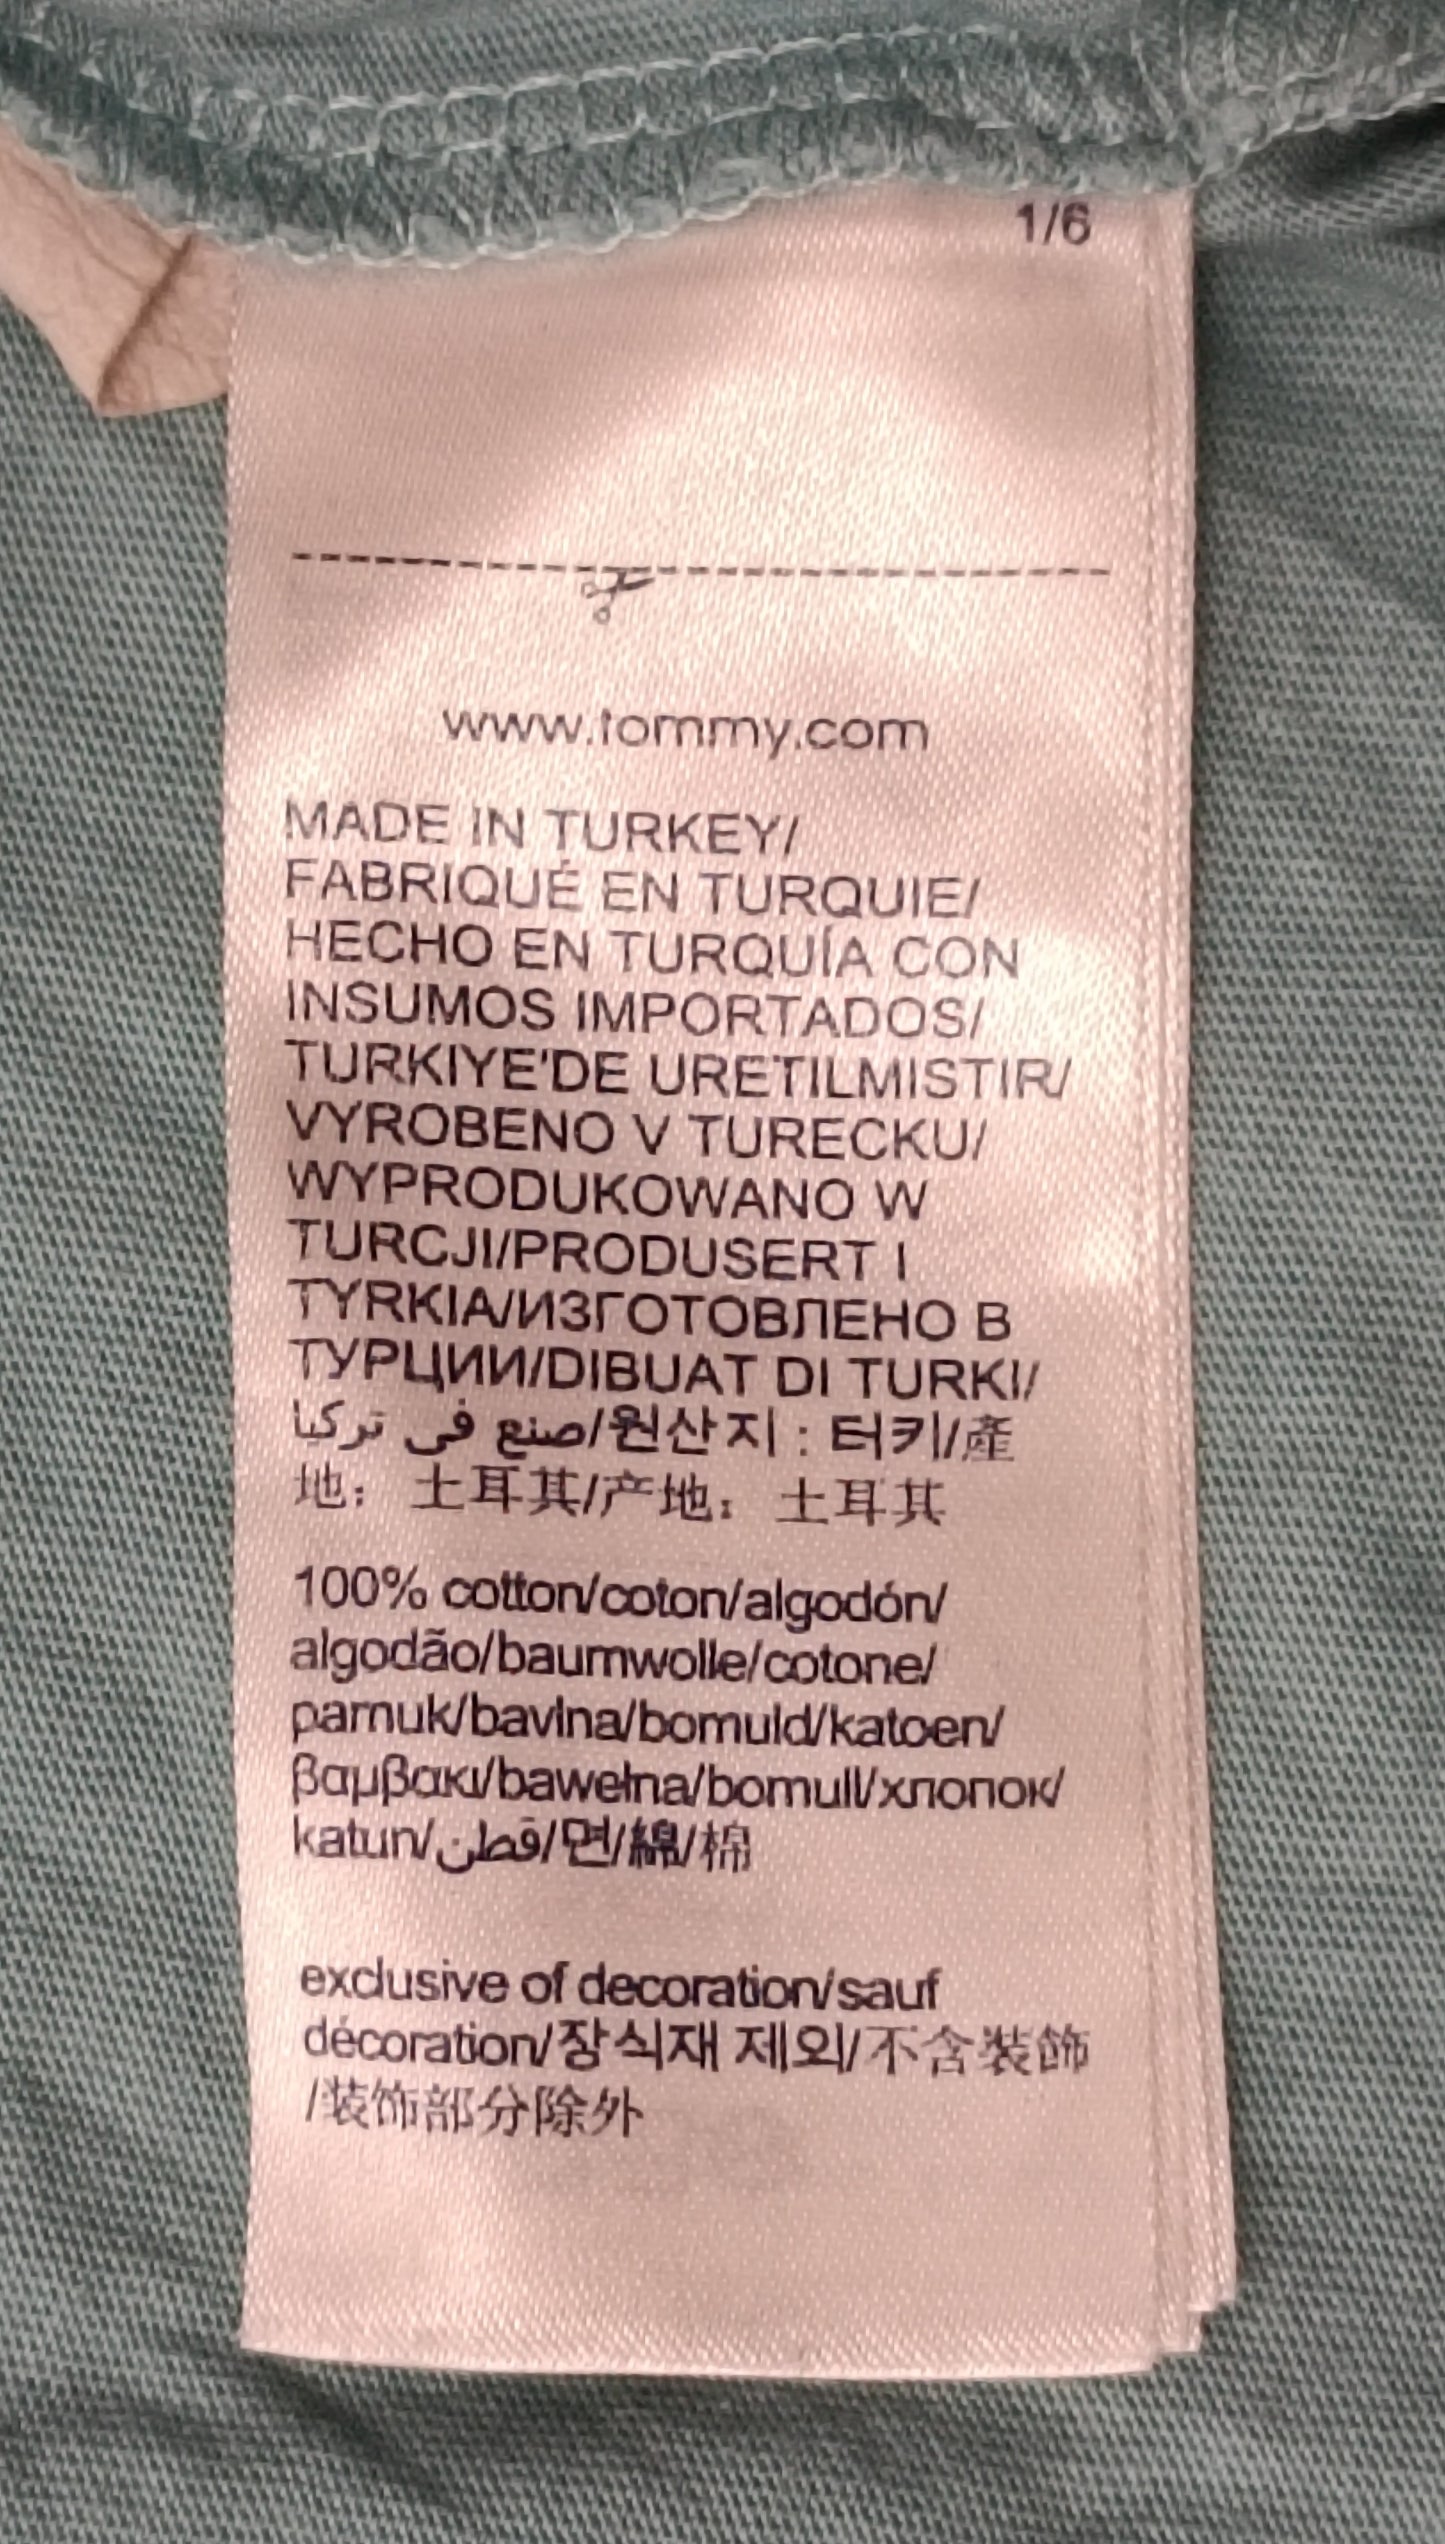 1/6
www.tommy.com
MADE IN TURKEY/
FABRIQUÉ EN TURQUIE/
HECHO EN TURQUÍA CON
INSUMOS IMPORTADOS/
TURKIYE'DE URETILMISTIR/
VYROBENO V TURECKU/
WYPRODUKOWANO W
TURCJI/PRODUSERT I
TYRKIA/ИЗГОТОВЛЕНО В
ТУРЦИИ/DIBUAT DI TURKI/
صنع في تركيا/원산지 : 터키/產
地： 土耳其/产地： 土耳其
100% cotton/coton/algodón/
algodão/baumwolle/cotone/
pamuk/bavlna/bomuld/katoen/
βαμβακι/bawełna/bomull/хлопок/
katun/قطن/면/綿/棉
exclusive of decoration/sauf
décoration/장식재 제외/不含裝飾
/装饰部分除外